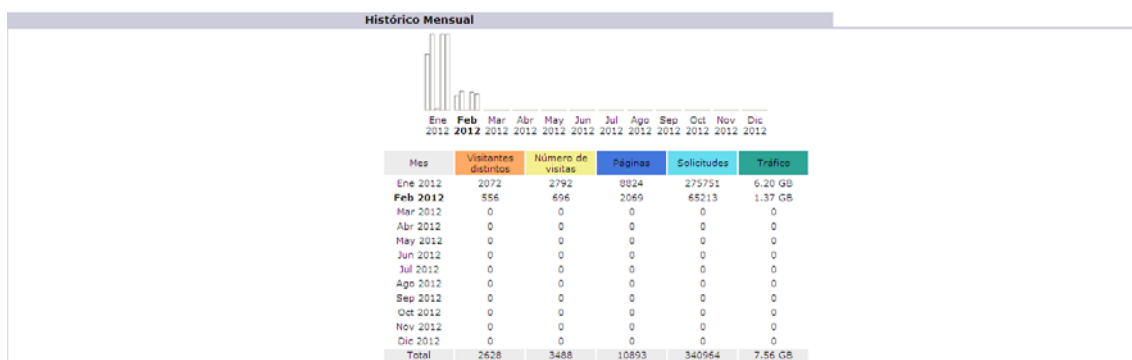 Histórico Mensual
Ene Feb Mar Abr May Jun Jul Ago Sep Oct Nov Dic
2012 2012 2012 2012 2012 2012 2012 2012 2012 2012 2012 2012
Mes Visitantes distintos Número de visitas Páginas Solicitudes Tráfico
Ene 2012 2072 2792 8824 275751 6.20 GB
Feb 2012 556 696 2069 65213 1.37 GB
Mar 2012 0 0 0 0 0
Abr 2012 0 0 0 0 0
May 2012 0 0 0 0 0
Jun 2012 0 0 0 0 0
Jul 2012 0 0 0 0 0
Ago 2012 0 0 0 0 0
Sep 2012 0 0 0 0 0
Oct 2012 0 0 0 0 0
Nov 2012 0 0 0 0 0
Dic 2012 0 0 0 0 0
Total 2628 3488 10893 340964 7.56 GB